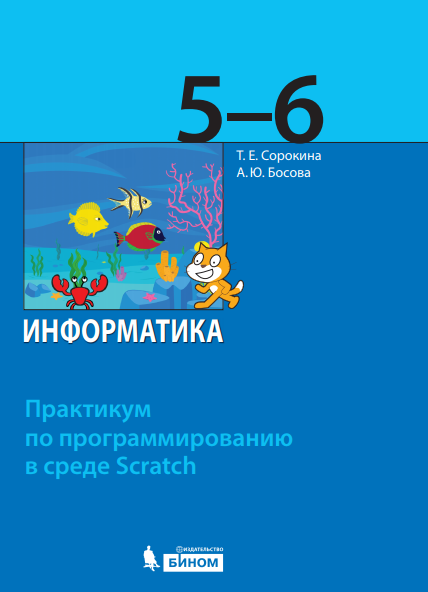 5–6
Т. Е. Сорокина
А. Ю. Босова
ИНФОРМАТИКА
Практикум
по программированию
в среде Scratch
ИЗДАТЕЛЬСТВО
БИНОМ